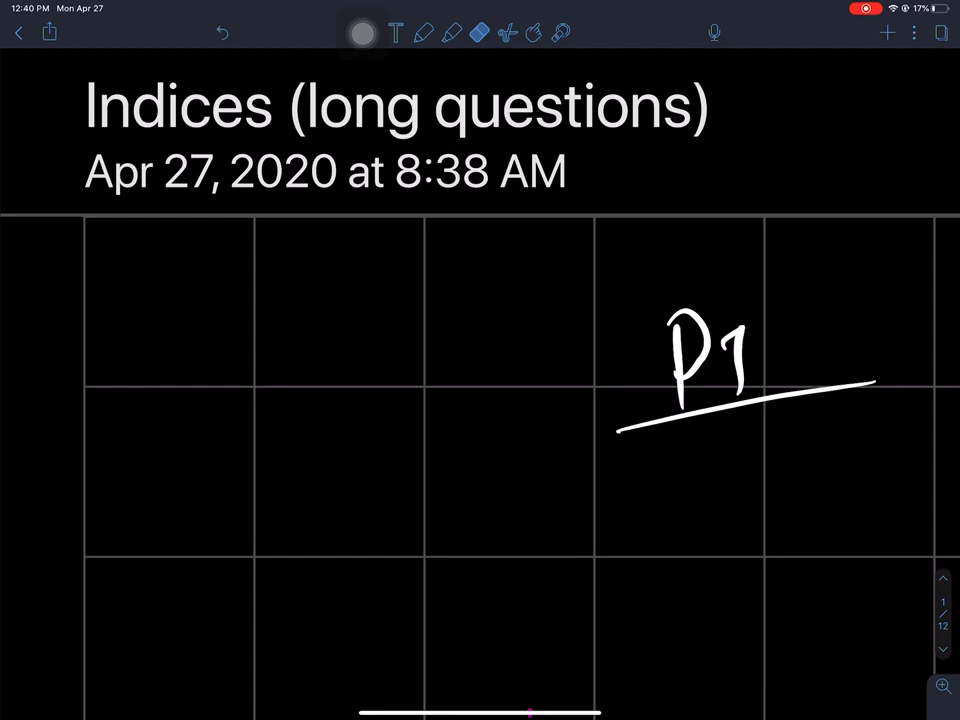 12:40 PM Mon Apr 27
17%
T
Indices (long questions)
Apr 27, 2020 at 8:38 AM
P1
1
/
12